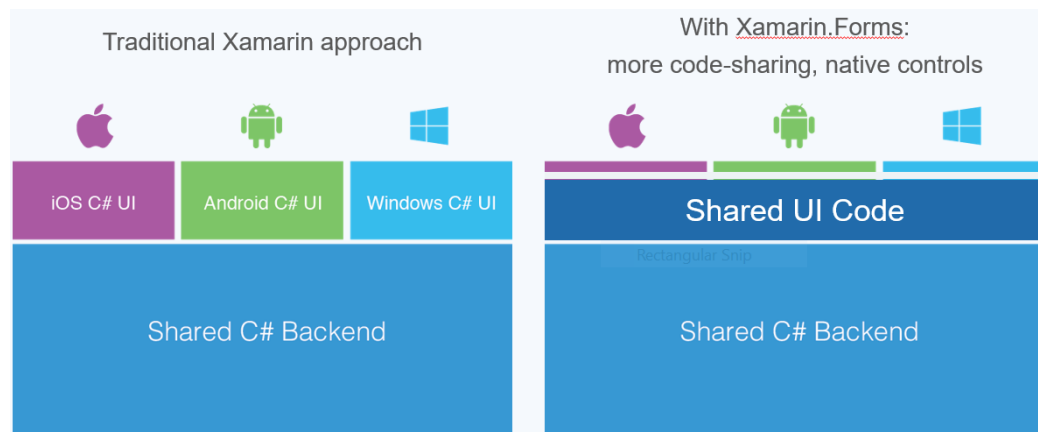 Traditional Xamarin approach
iOS C# UI
Android C# UI
Windows C# UI
Shared C# Backend
With Xamarin.Forms:
more code-sharing, native controls
Shared UI Code
Rectangular Snip
Shared C# Backend